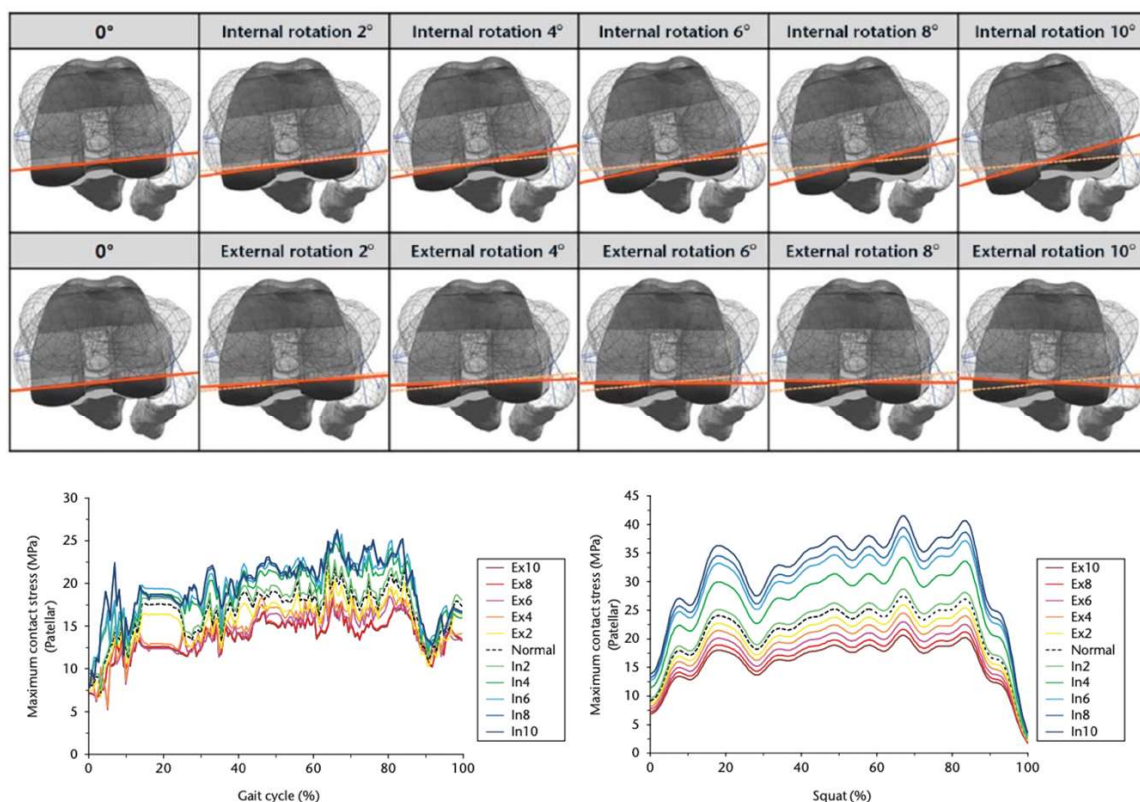 0°
Internal rotation 2°
Internal rotation 4°
Internal rotation 6°
Internal rotation 8°
Internal rotation 10°
0°
External rotation 2°
External rotation 4°
External rotation 6°
External rotation 8°
External rotation 10°
Maximum contact stress (MPa)
(Patellar)
30
25
20
15
10
5
0
0
20
40
60
80
100
Gait cycle (%)
Ex10
Ex8
Ex6
Ex4
Ex2
Normal
In2
In4
In6
In8
In10
Maximum contact stress (MPa)
(Patellar)
45
40
35
30
25
20
15
10
5
0
0
20
40
60
80
100
Squat (%)
Ex10
Ex8
Ex6
Ex4
Ex2
Normal
In2
In4
In6
In8
In10